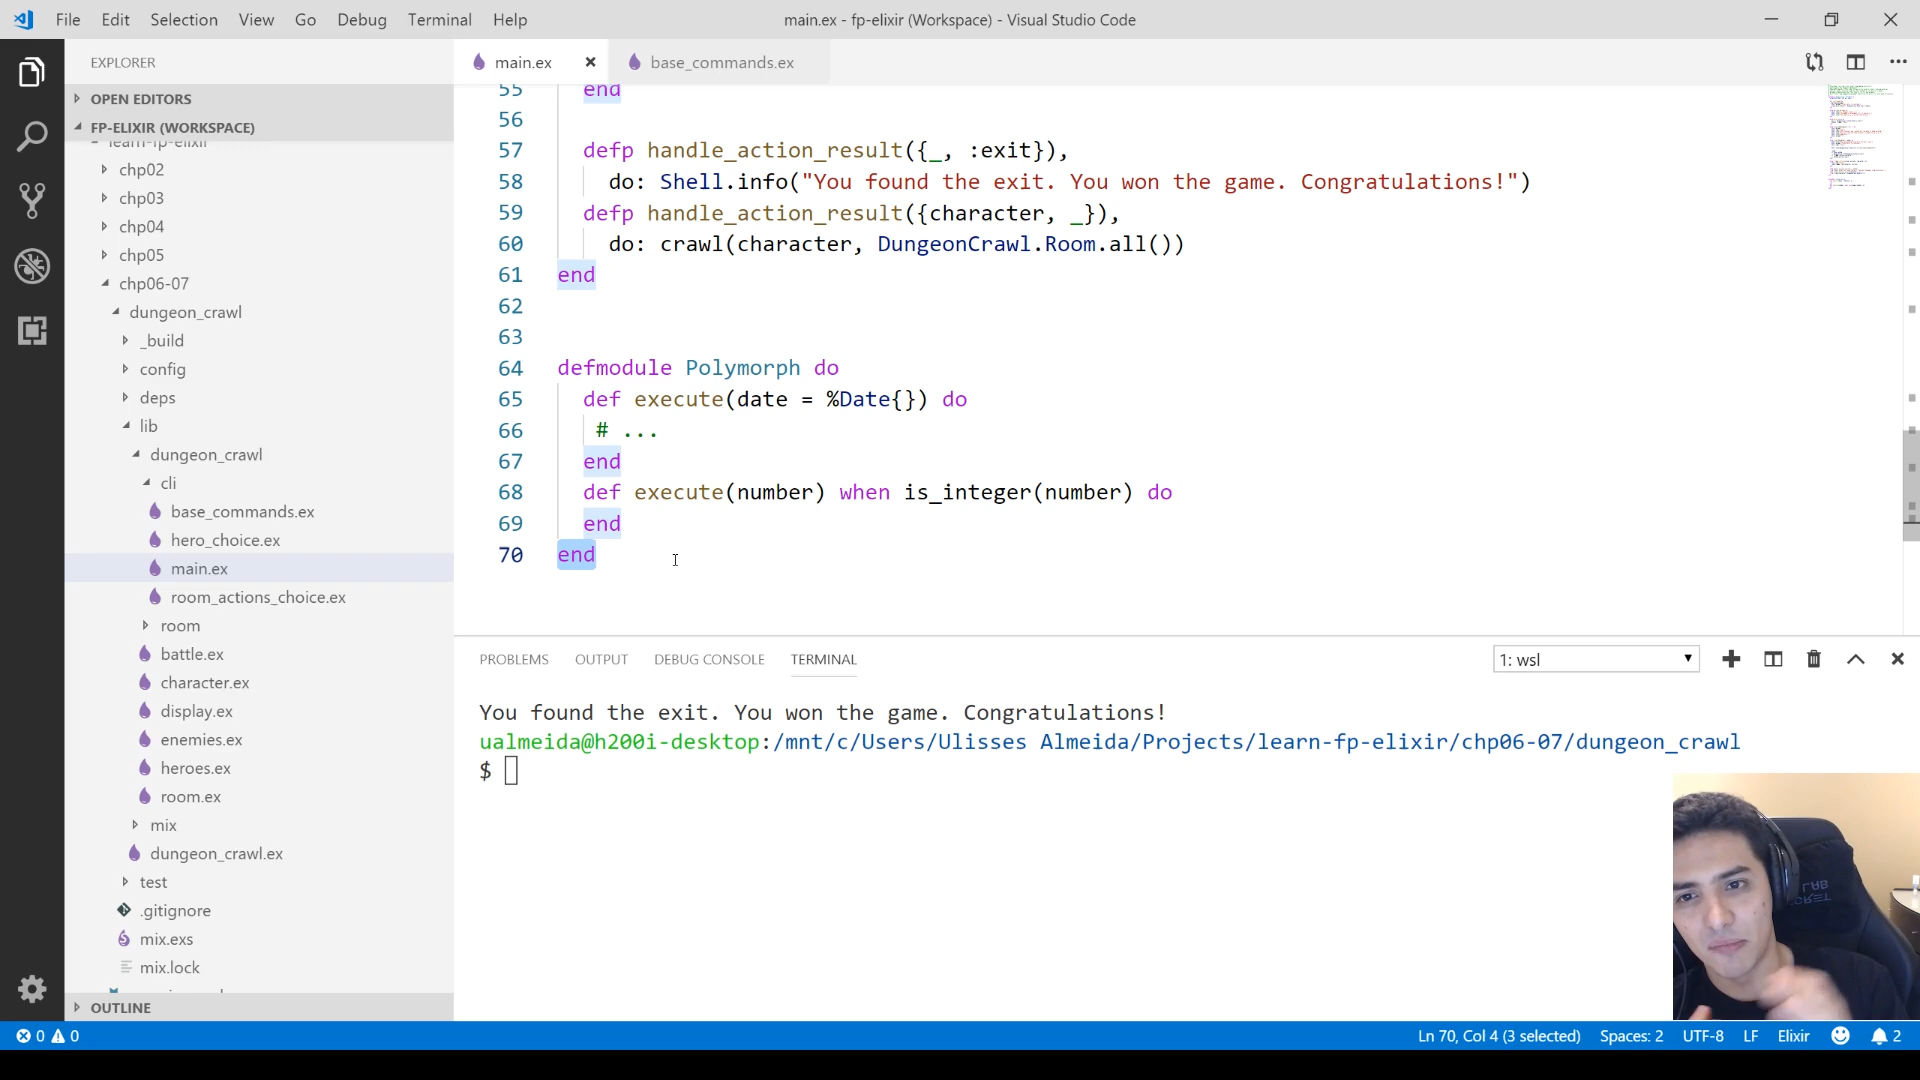 File Edit Selection View Go Debug Terminal Help
main.ex - fp-elixir (Workspace) - Visual Studio Code
EXPLORER
main.ex
base_commands.ex
OPEN EDITORS
FP-ELIXIR (WORKSPACE)
learn-fp-elixir
chp02
chp03
chp04
chp05
chp06-07
dungeon_crawl
_build
config
deps
lib
dungeon_crawl
cli
base_commands.ex
hero_choice.ex
main.ex
room_actions_choice.ex
room
battle.ex
character.ex
display.ex
enemies.ex
heroes.ex
room.ex
mix
dungeon_crawl.ex
test
.gitignore
mix.exs
mix.lock
OUTLINE
55 end
56
57 defp handle_action_result({_, :exit}),
58 do: Shell.info("You found the exit. You won the game. Congratulations!")
59 defp handle_action_result({character, _}),
60 do: crawl(character, DungeonCrawl.Room.all())
61 end
62
63
64 defmodule Polymorph do
65 def execute(date = %Date{}) do
66 # ...
67 end
68 def execute(number) when is_integer(number) do
69 end
70 end
PROBLEMS OUTPUT DEBUG CONSOLE TERMINAL
1: wsl
You found the exit. You won the game. Congratulations!
ualmeida@h200i-desktop:/mnt/c/Users/Ulisses Almeida/Projects/learn-fp-elixir/chp06-07/dungeon_crawl
$
0 0
Ln 70, Col 4 (3 selected) Spaces: 2 UTF-8 LF Elixir 2